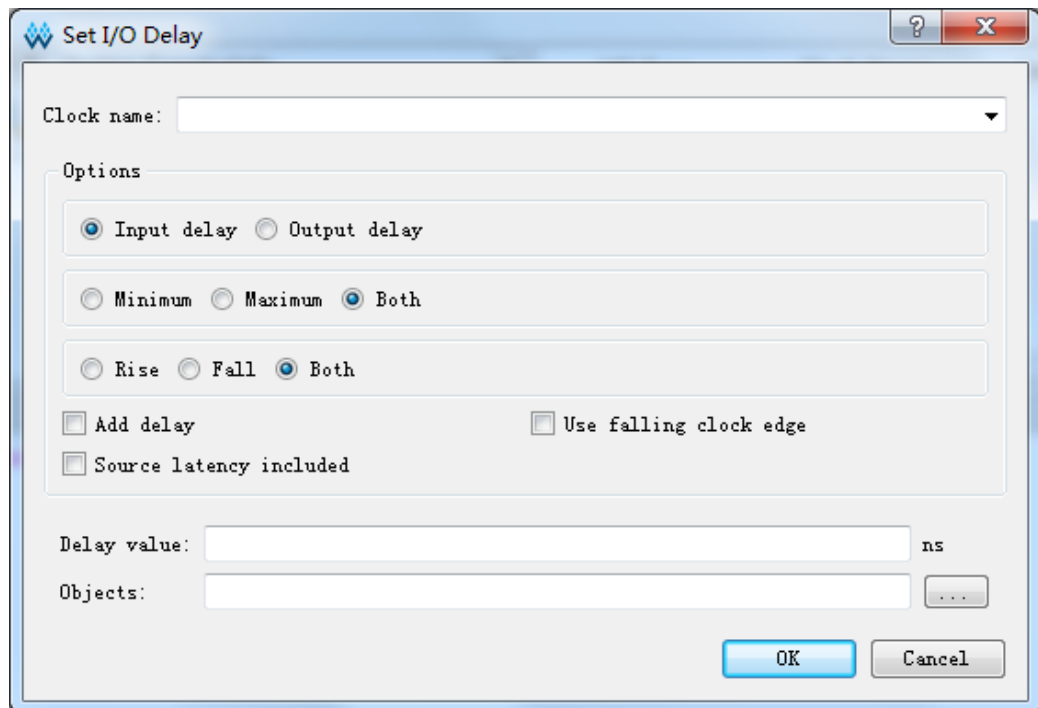 Set I/O Delay
Clock name:
Options
Input delay Output delay
Minimum Maximum Both
Rise Fall Both
Add delay Use falling clock edge
Source latency included
Delay value: ns
Objects: ...
OK Cancel